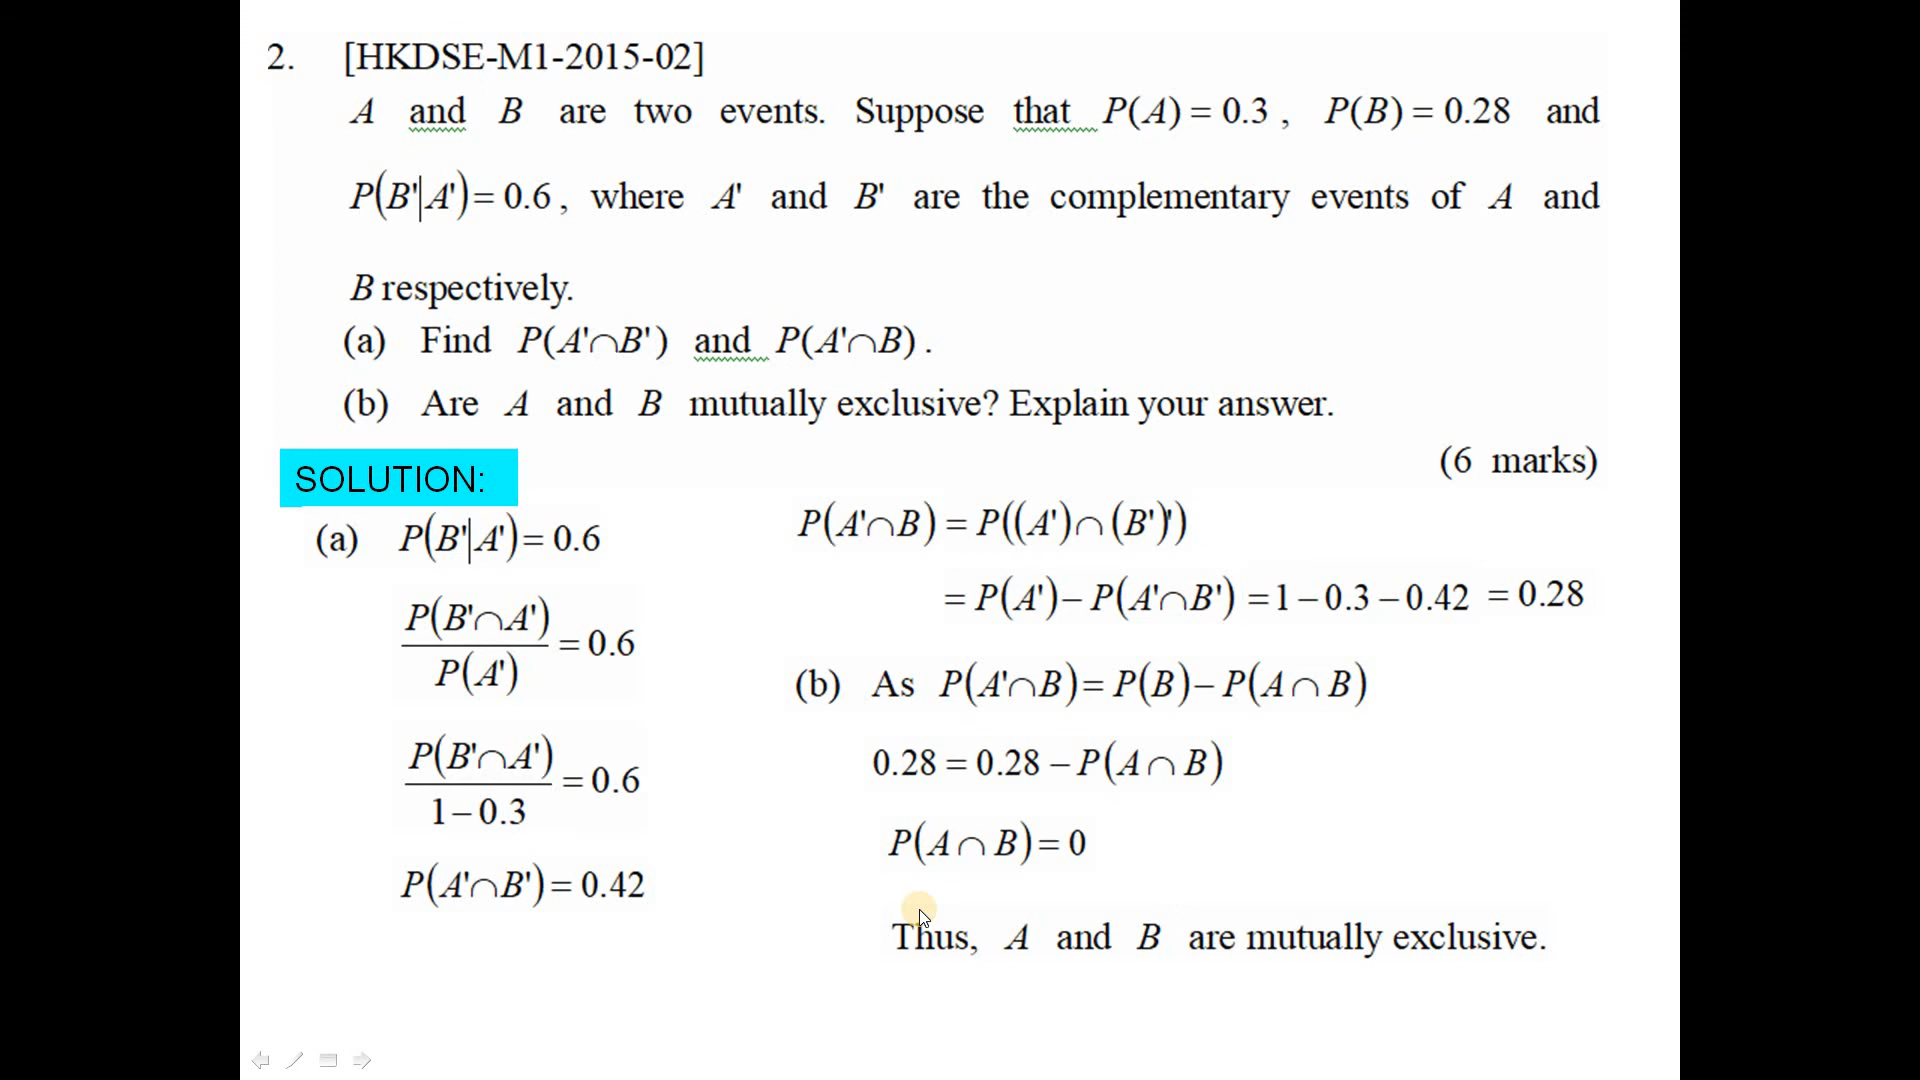 2. [HKDSE-M1-2015-02]
A and B are two events. Suppose that P(A) = 0.3 , P(B) = 0.28 and
P(B'|A') = 0.6 , where A' and B' are the complementary events of A and
B respectively.
(a) Find P(A'∩B') and P(A'∩B) .
(b) Are A and B mutually exclusive? Explain your answer.
(6 marks)
SOLUTION:
(a) P(B'|A') = 0.6
P(B'∩A')
P(A')
= 0.6
P(B'∩A')
1 − 0.3
= 0.6
P(A'∩B') = 0.42
P(A'∩B) = P((A')∩(B')')
= P(A') − P(A'∩B') = 1 − 0.3 − 0.42 = 0.28
(b) As P(A'∩B) = P(B) − P(A ∩ B)
0.28 = 0.28 − P(A ∩ B)
P(A ∩ B) = 0
Thus, A and B are mutually exclusive.